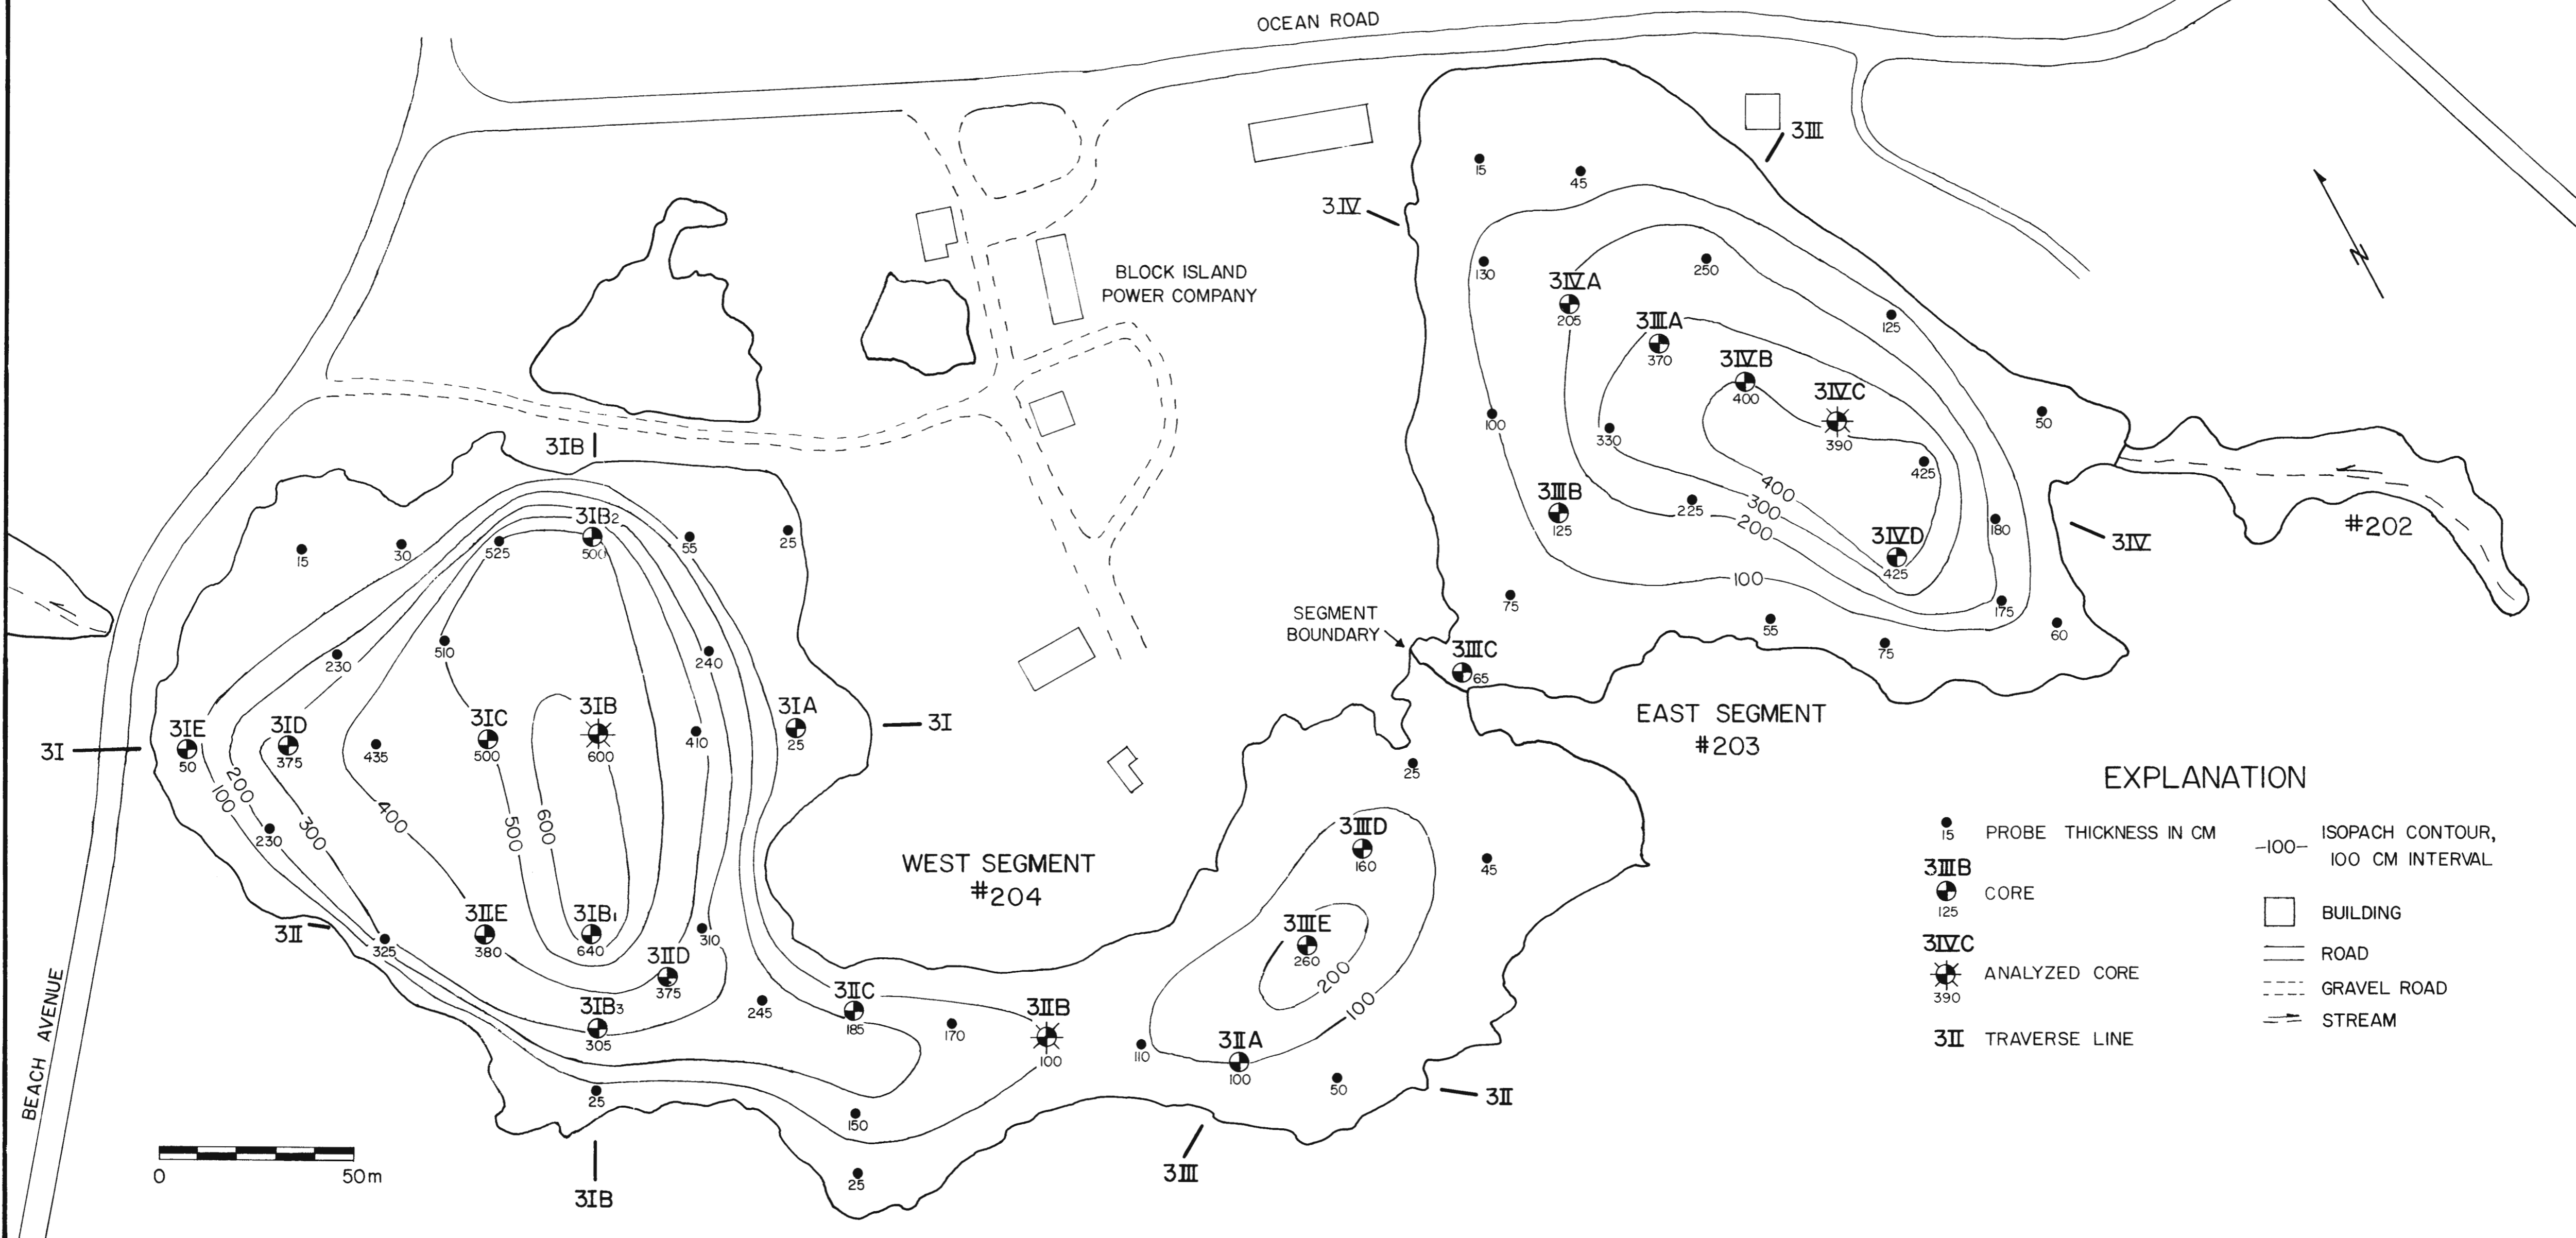 OCEAN ROAD
3III
15
45
3IV
130
250
3IVA
205
3IIIA
370
125
BLOCK ISLAND
POWER COMPANY
3IVB
400
3IVC
390
50
100
330
425
3IB
3IIIB
125
225
400
300
200
180
3IV
#202
N
15
30
525
3IB2
500
55
25
3IVD
425
100
75
55
175
75
60
SEGMENT
BOUNDARY
3IIIC
65
230
510
240
3I
3IE
50
3ID
375
435
3IC
500
3IB
600
410
3IA
25
3I
EAST SEGMENT
#203
25
200
100
230
300
400
500
600
WEST SEGMENT
#204
3IIID
160
45
3IIIE
260
200
100
3II
325
3IIE
380
3IB1
640
310
3IID
375
3IB3
305
245
3IIC
185
170
3IIB
100
110
3IIA
100
50
3II
25
150
25
3III
3IB
BEACH AVENUE
0 50m
EXPLANATION
15 PROBE THICKNESS IN CM
3IIIB
CORE
125
3IVC
ANALYZED CORE
390
3II TRAVERSE LINE
-100- ISOPACH CONTOUR,
100 CM INTERVAL
BUILDING
ROAD
GRAVEL ROAD
STREAM